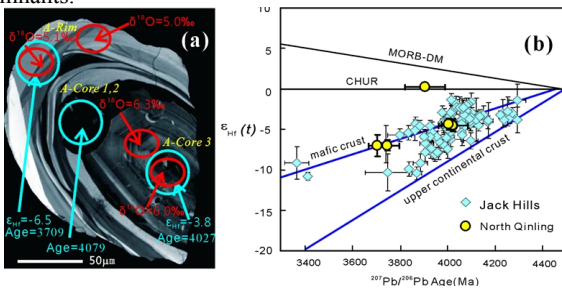 (a)
A-Rim
δ¹⁸O=5.0‰
δ¹⁸O=5.1‰
A-Core 1,2
δ¹⁸O=6.3‰
A-Core 3
δ¹⁸O=6.0‰
εHf=-6.5
Age=3709
Age=4079
εHf=-3.8
Age=4027
50μm
(b)
10
5
0
-5
-10
-15
-20
εHf(t)
MORB-DM
CHUR
mafic crust
upper continental crust
Jack Hills
North Qinling
3400 3600 3800 4000 4200 4400
²⁰⁷Pb/²⁰⁶Pb Age(Ma)